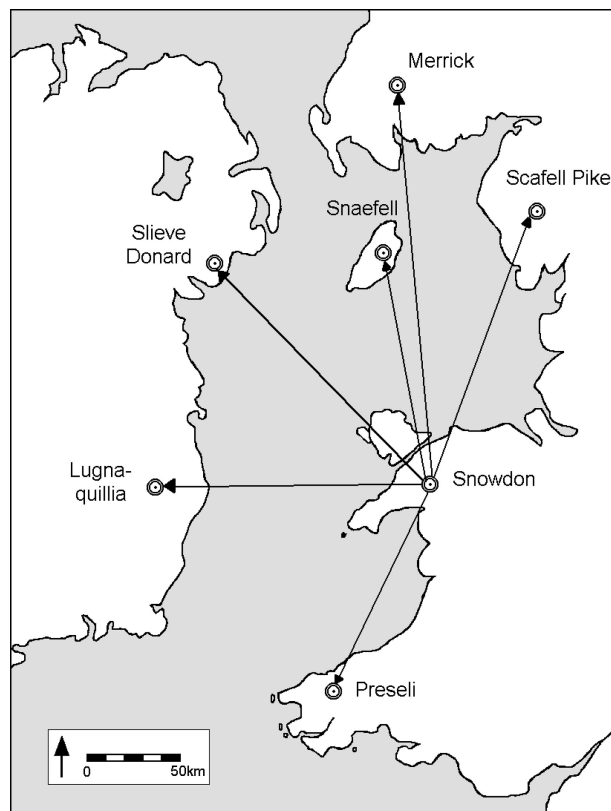 Merrick
Scafell Pike
Snaefell
Slieve
Donard
Lugna-
quillia
Snowdon
Preseli
0 50km